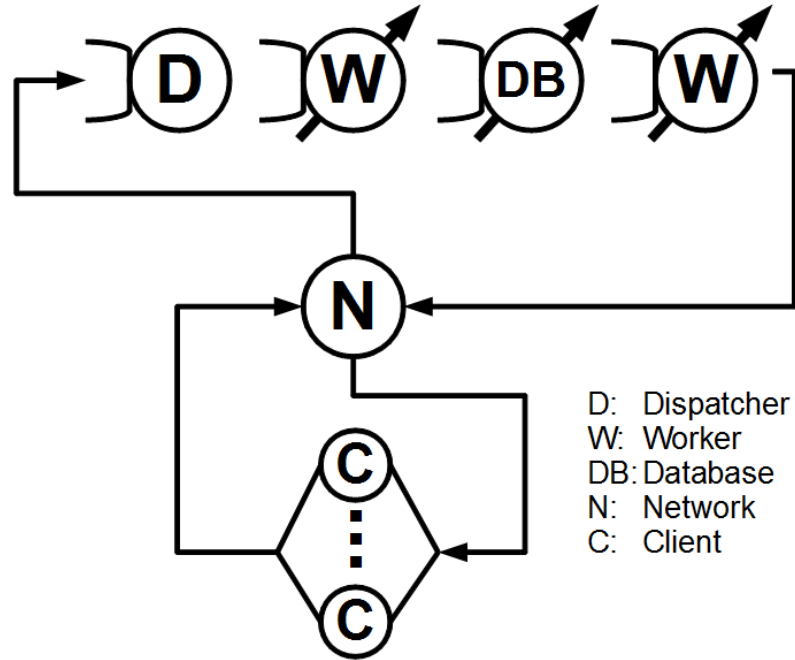 D W DB W
N
C
C
D: Dispatcher
W: Worker
DB: Database
N: Network
C: Client